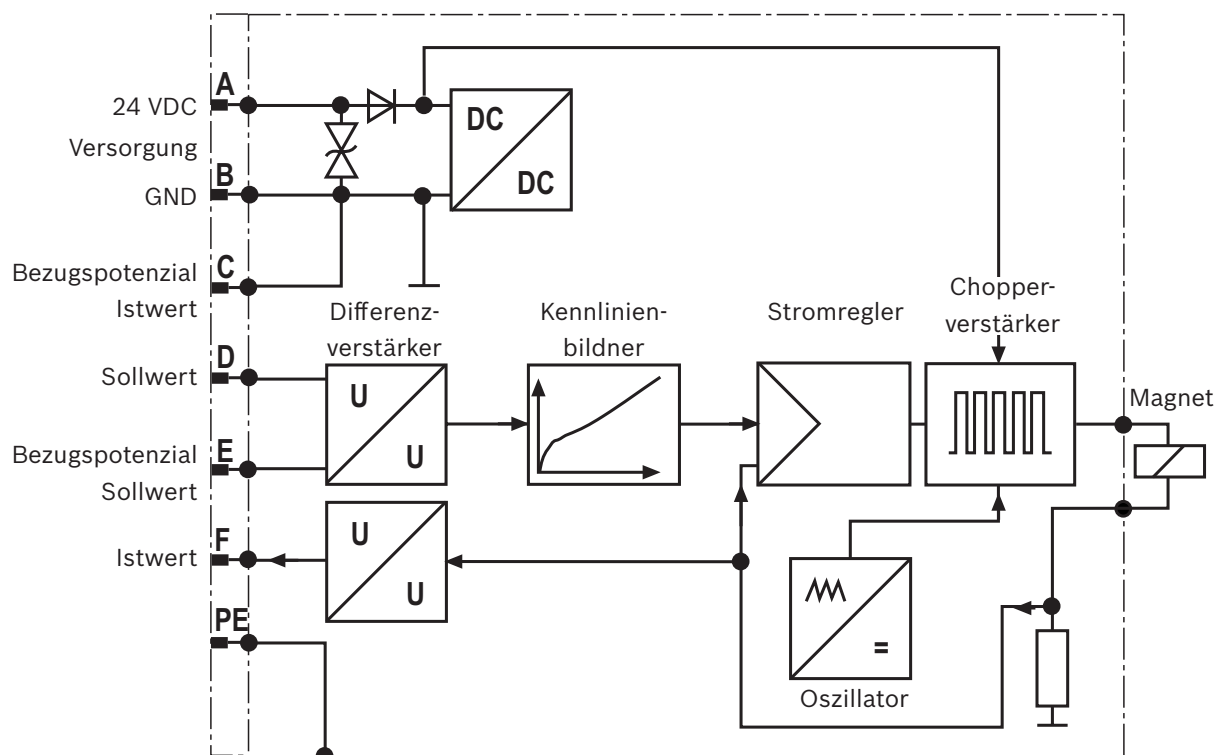 A
24 VDC
Versorgung
B
GND
DC
DC
C
Bezugspotenzial
Istwert
Differenz-
verstärker
Kennlinien-
bildner
Stromregler
Chopper-
verstärker
D
Sollwert
U
U
Magnet
E
Bezugspotenzial
Sollwert
F
Istwert
U
U
=
Oszillator
PE